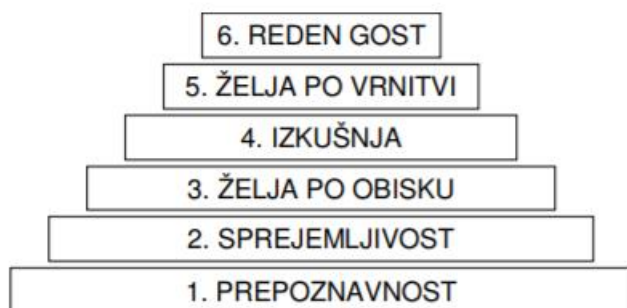 6. REDEN GOST
5. ŽELJA PO VRNITVI
4. IZKUŠNJA
3. ŽELJA PO OBISKU
2. SPREJEMLJIVOST
1. PREPOZNAVNOST